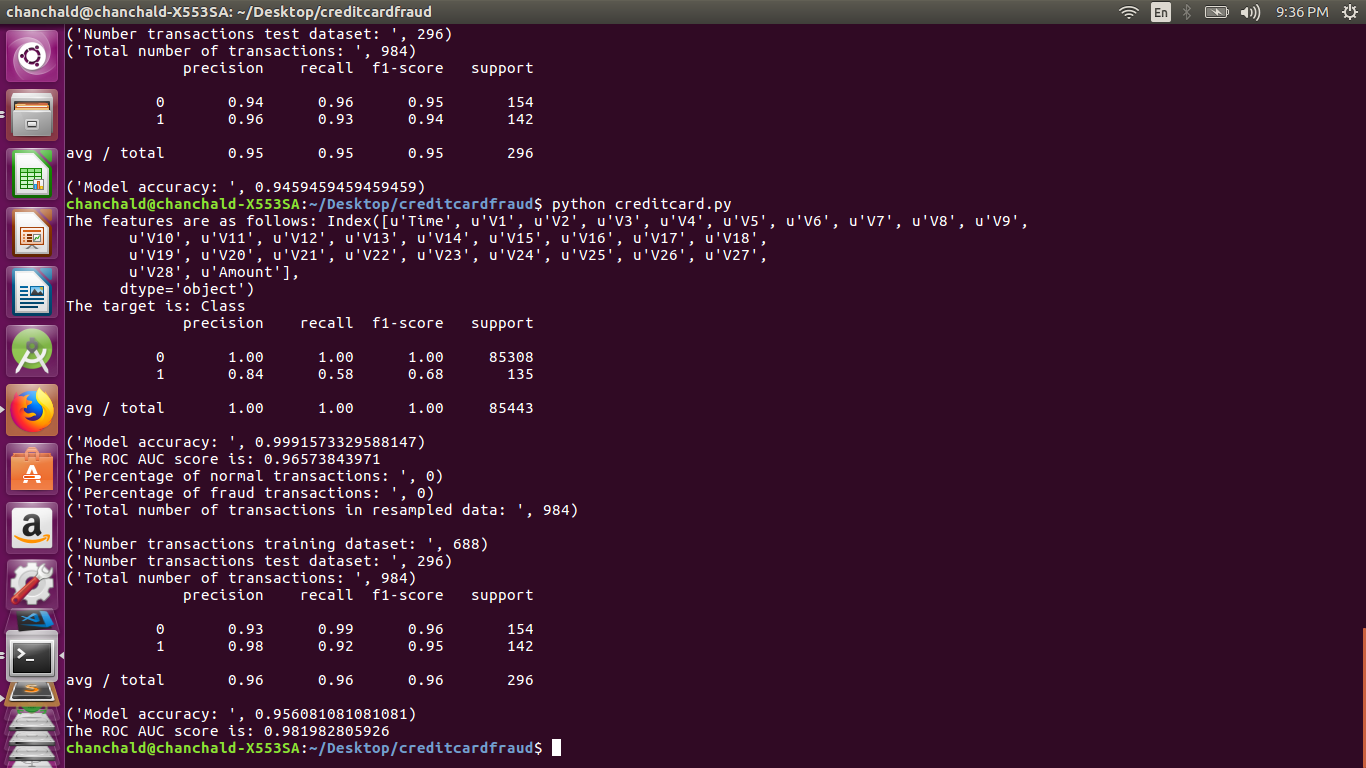 chanchald@chanchald-X553SA: ~/Desktop/creditcardfraud En 9:36 PM
('Number transactions test dataset: ', 296)
('Total number of transactions: ', 984)
precision recall f1-score support
0 0.94 0.96 0.95 154
1 0.96 0.93 0.94 142
avg / total 0.95 0.95 0.95 296
('Model accuracy: ', 0.9459459459459459)
chanchald@chanchald-X553SA:~/Desktop/creditcardfraud$ python creditcard.py
The features are as follows: Index([u'Time', u'V1', u'V2', u'V3', u'V4', u'V5', u'V6', u'V7', u'V8', u'V9',
u'V10', u'V11', u'V12', u'V13', u'V14', u'V15', u'V16', u'V17', u'V18',
u'V19', u'V20', u'V21', u'V22', u'V23', u'V24', u'V25', u'V26', u'V27',
u'V28', u'Amount'],
dtype='object')
The target is: Class
precision recall f1-score support
0 1.00 1.00 1.00 85308
1 0.84 0.58 0.68 135
avg / total 1.00 1.00 1.00 85443
('Model accuracy: ', 0.9991573329588147)
The ROC AUC score is: 0.96573843971
('Percentage of normal transactions: ', 0)
('Percentage of fraud transactions: ', 0)
('Total number of transactions in resampled data: ', 984)
('Number transactions training dataset: ', 688)
('Number transactions test dataset: ', 296)
('Total number of transactions: ', 984)
precision recall f1-score support
0 0.93 0.99 0.96 154
1 0.98 0.92 0.95 142
avg / total 0.96 0.96 0.96 296
('Model accuracy: ', 0.956081081081081)
The ROC AUC score is: 0.981982805926
chanchald@chanchald-X553SA:~/Desktop/creditcardfraud$